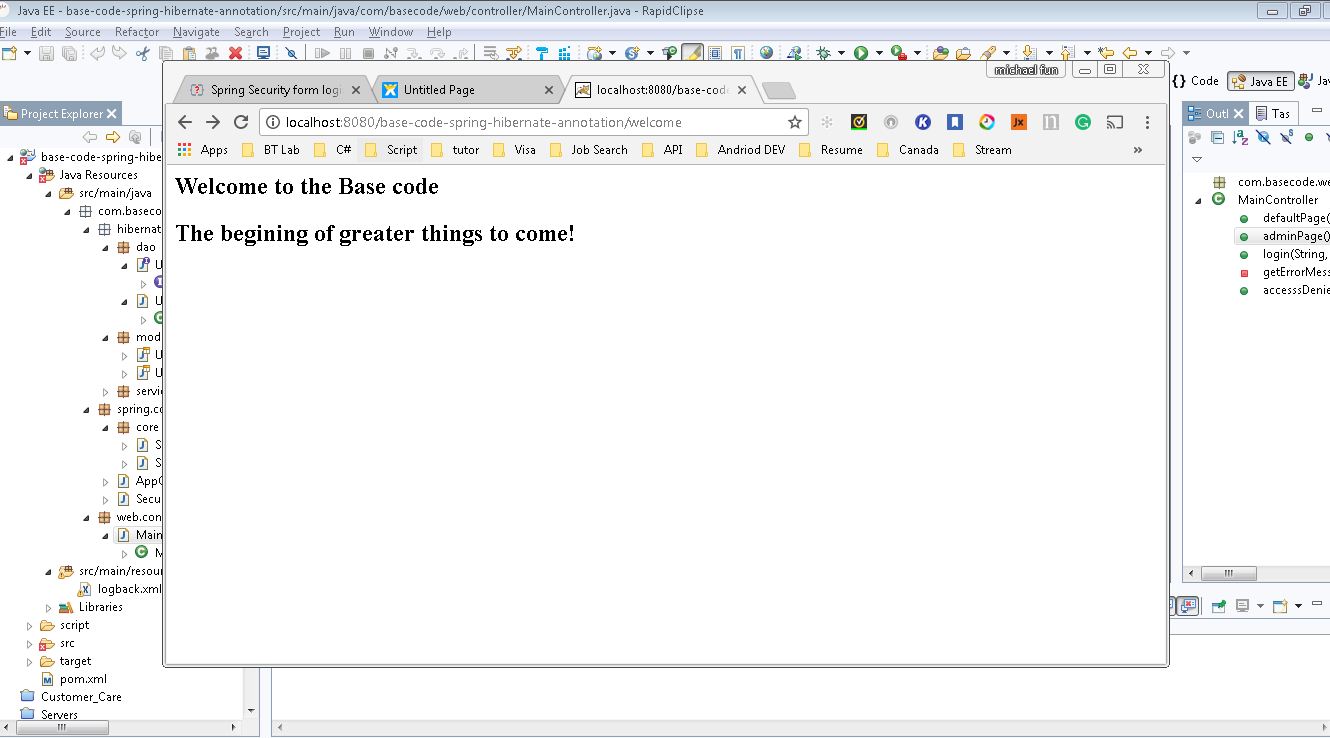 Java EE - base-code-spring-hibernate-annotation/src/main/java/com/basecode/web/controller/MainController.java - RapidClipse
File Edit Source Refactor Navigate Search Project Run Window Help
michael fun
Code Java EE
Spring Security form logi Untitled Page localhost:8080/base-code
Project Explorer
Outl Tas
localhost:8080/base-code-spring-hibernate-annotation/welcome
Apps BT Lab C# Script tutor Visa Job Search API Andriod DEV Resume Canada Stream »
Welcome to the Base code
The begining of greater things to come!
base-code-spring-hibe
Java Resources
src/main/java
com.baseco
hibernat
dao
U
U
mod
U
U
servi
spring.co
core
S
S
AppC
Secu
web.con
Main
M
src/main/resou
logback.xml
Libraries
script
src
target
pom.xml
Customer_Care
Servers
com.basecode.we
MainController
defaultPage()
adminPage()
login(String,
getErrorMess
accesssDenie